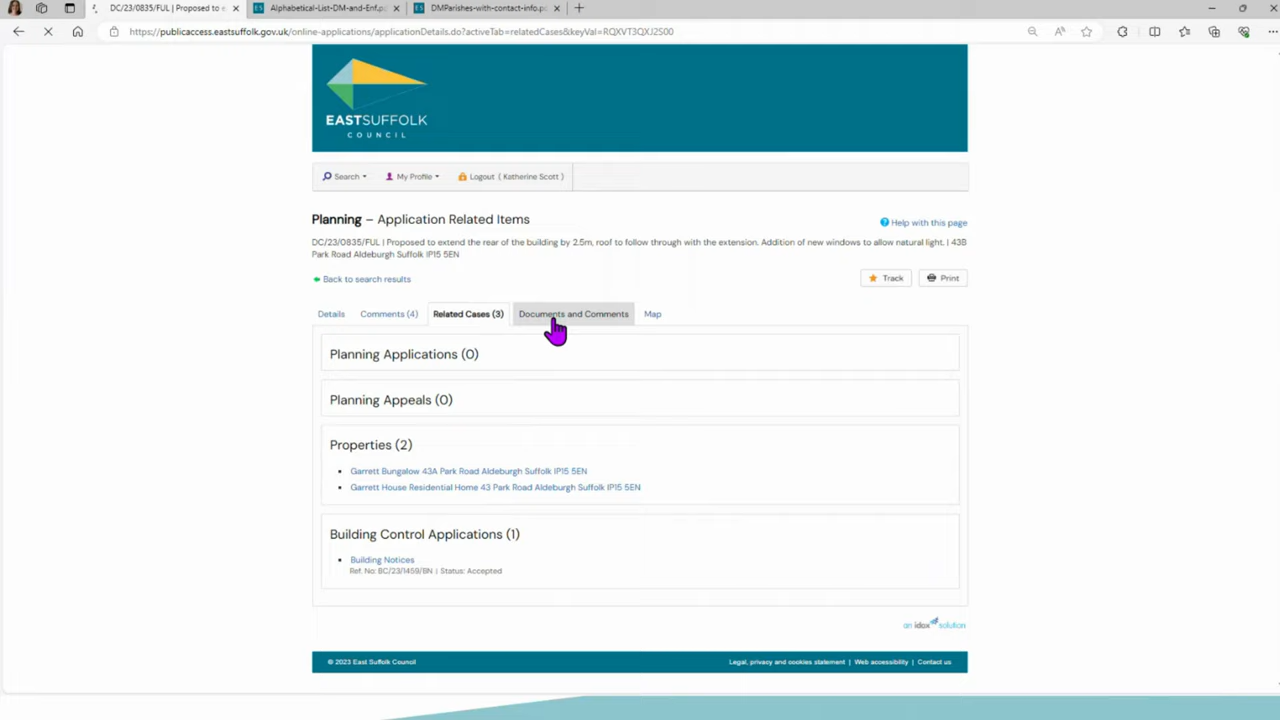 DC/23/0835/FUL | Proposed to e
Alphabetical-List-DM-and-Enf.p
DMParishes-with-contact-info.p
https://publicaccess.eastsuffolk.gov.uk/online-applications/applicationDetails.do?activeTab=relatedCases&keyVal=RQXVT3QXJ2S00
EASTSUFFOLK
COUNCIL
Search
My Profile
Logout ( Katherine Scott )
Planning – Application Related Items
Help with this page
DC/23/0835/FUL | Proposed to extend the rear of the building by 2.5m, roof to follow through with the extension. Addition of new windows to allow natural light. | 43B
Park Road Aldeburgh Suffolk IP15 5EN
Back to search results
Track
Print
Details
Comments (4)
Related Cases (3)
Documents and Comments
Map
Planning Applications (0)
Planning Appeals (0)
Properties (2)
Garrett Bungalow 43A Park Road Aldeburgh Suffolk IP15 5EN
Garrett House Residential Home 43 Park Road Aldeburgh Suffolk IP15 5EN
Building Control Applications (1)
Building Notices
Ref. No: BC/23/1459/BN | Status: Accepted
an idox solution
© 2023 East Suffolk Council
Legal, privacy and cookies statement | Web accessibility | Contact us